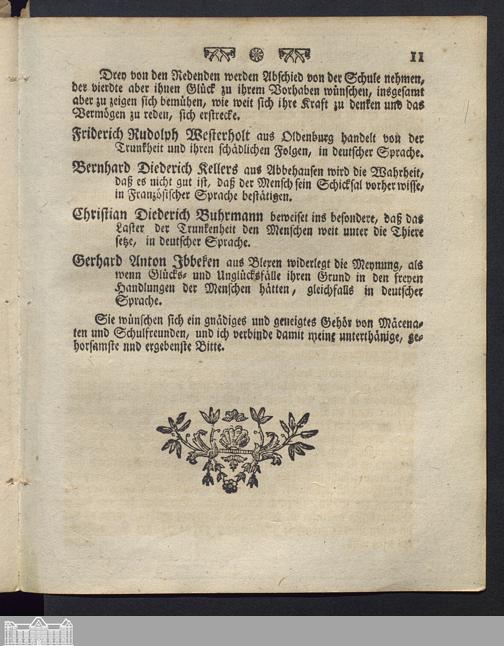 11
Drey von den Redenden werden Abschied von der Schule nehmen,
der vierdte aber ihnen Glück zu ihrem Vorhaben wünschen, insgesamt
aber zu zeigen sich bemühen, wie weit sich ihre Kraft zu denken und das
Vermögen zu reden, sich erstrecke.
Friderich Rudolph Westerholt aus Oldenburg handelt von der
Trunkheit und ihren schädlichen Folgen, in deutscher Sprache.
Bernhard Diederich Kellers aus Abbehausen wird die Wahrheit,
daß es nicht gut ist, daß der Mensch sein Schicksal vorher wisse,
in Französischer Sprache bestätigen.
Christian Diederich Buhrmann beweiset ins besondere, daß das
Laster der Trunkenheit den Menschen weit unter die Thiere
setze, in deutscher Sprache.
Gerhard Anton Ibbeken aus Blexen widerlegt die Meynung, als
wenn Glücks- und Unglücksfälle ihren Grund in den freyen
Handlungen der Menschen hätten, gleichfalls in deutscher
Sprache.
Sie wünschen sich ein gnädiges und geneigtes Gehör von Mäcena-
ten und Schulfreunden, und ich verbinde damit meine unterthänige, ge-
horsamste und ergebenste Bitte.